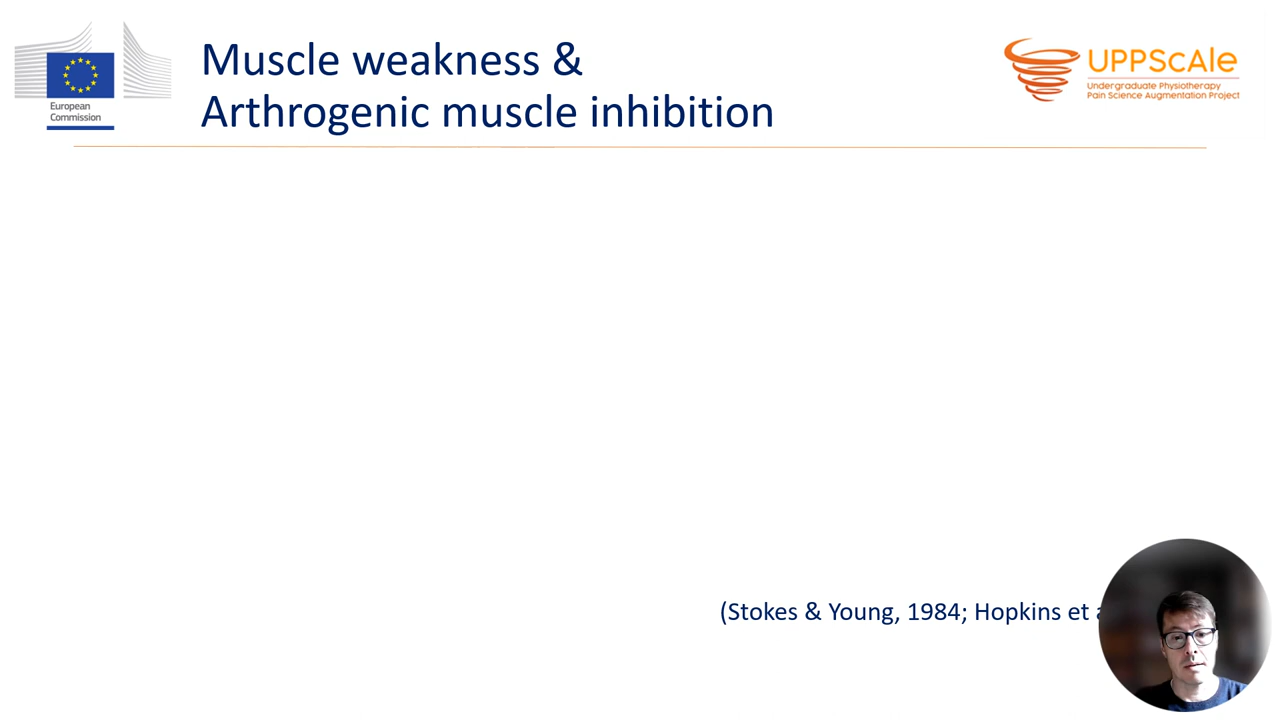 Muscle weakness &
Arthrogenic muscle inhibition
European
Commission
UPPScale
Undergraduate Physiotherapy
Pain Science Augmentation Project
(Stokes & Young, 1984; Hopkins et